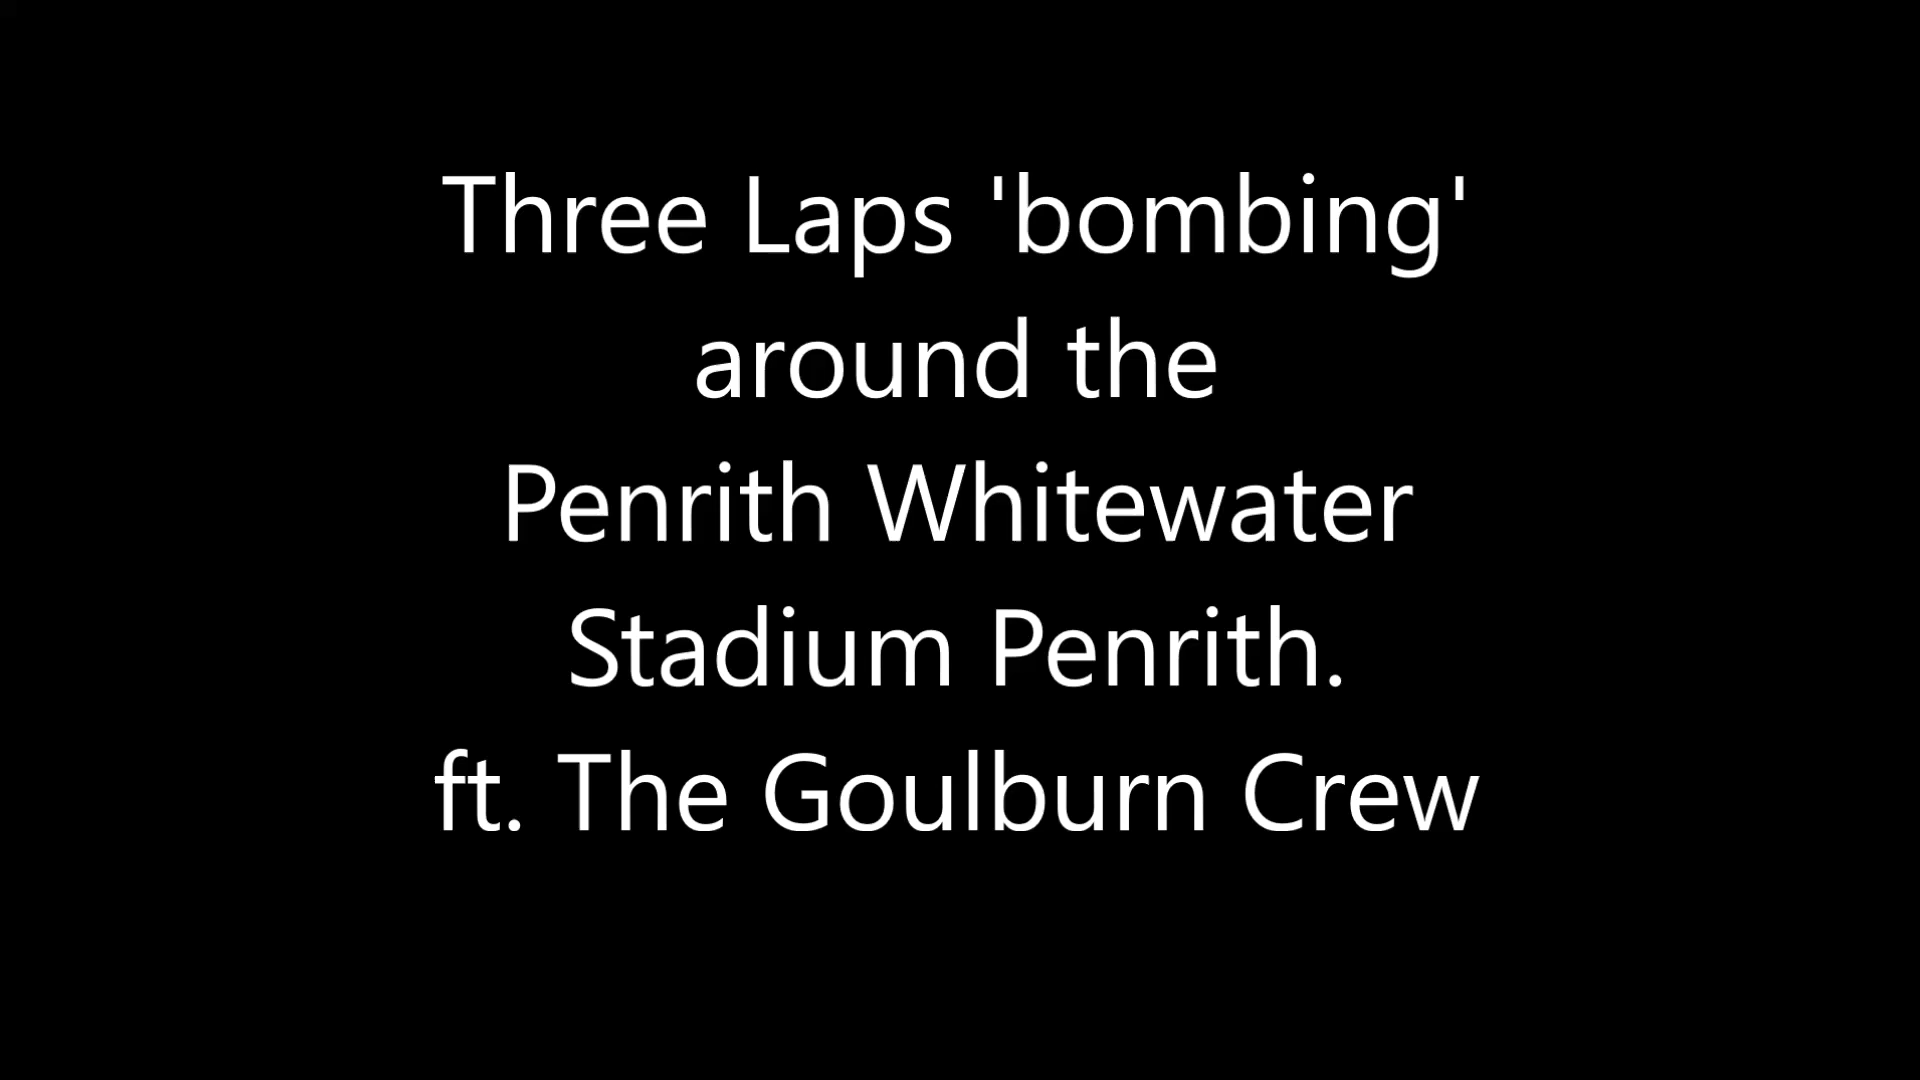 Three Laps 'bombing'
around the
Penrith Whitewater
Stadium Penrith.
ft. The Goulburn Crew